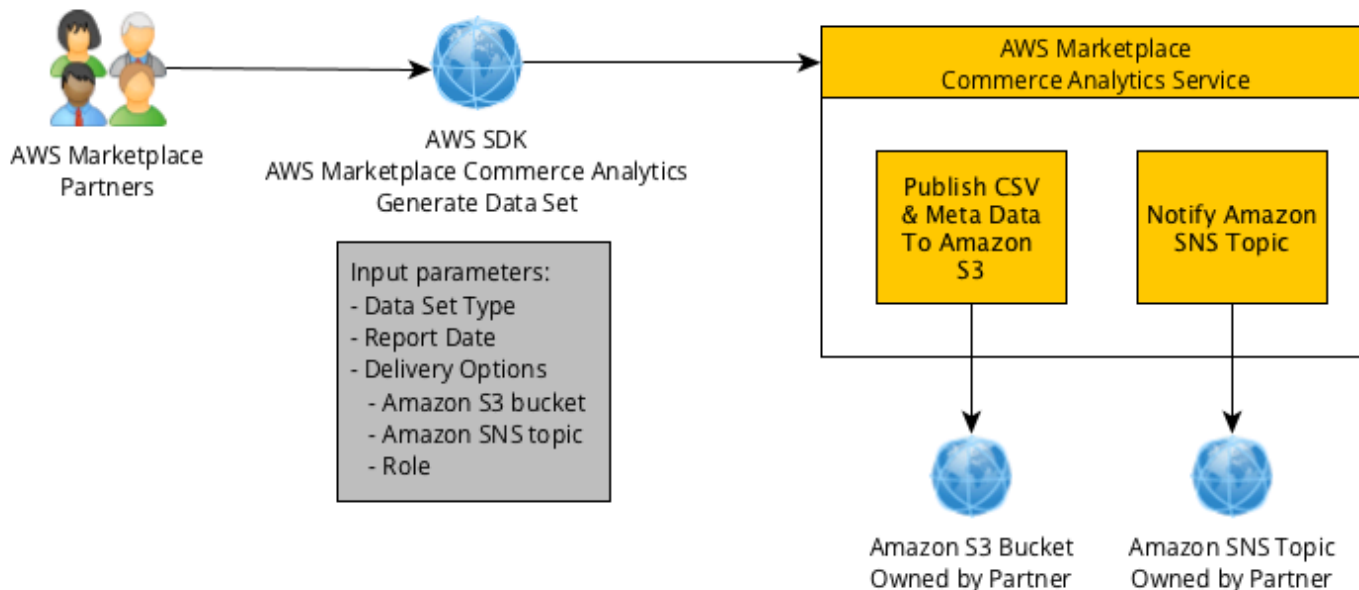 AWS Marketplace
Partners
AWS SDK
AWS Marketplace Commerce Analytics
Generate Data Set
Input parameters:
- Data Set Type
- Report Date
- Delivery Options
- Amazon S3 bucket
- Amazon SNS topic
- Role
AWS Marketplace
Commerce Analytics Service
Publish CSV
& Meta Data
To Amazon
S3
Notify Amazon
SNS Topic
Amazon S3 Bucket
Owned by Partner
Amazon SNS Topic
Owned by Partner